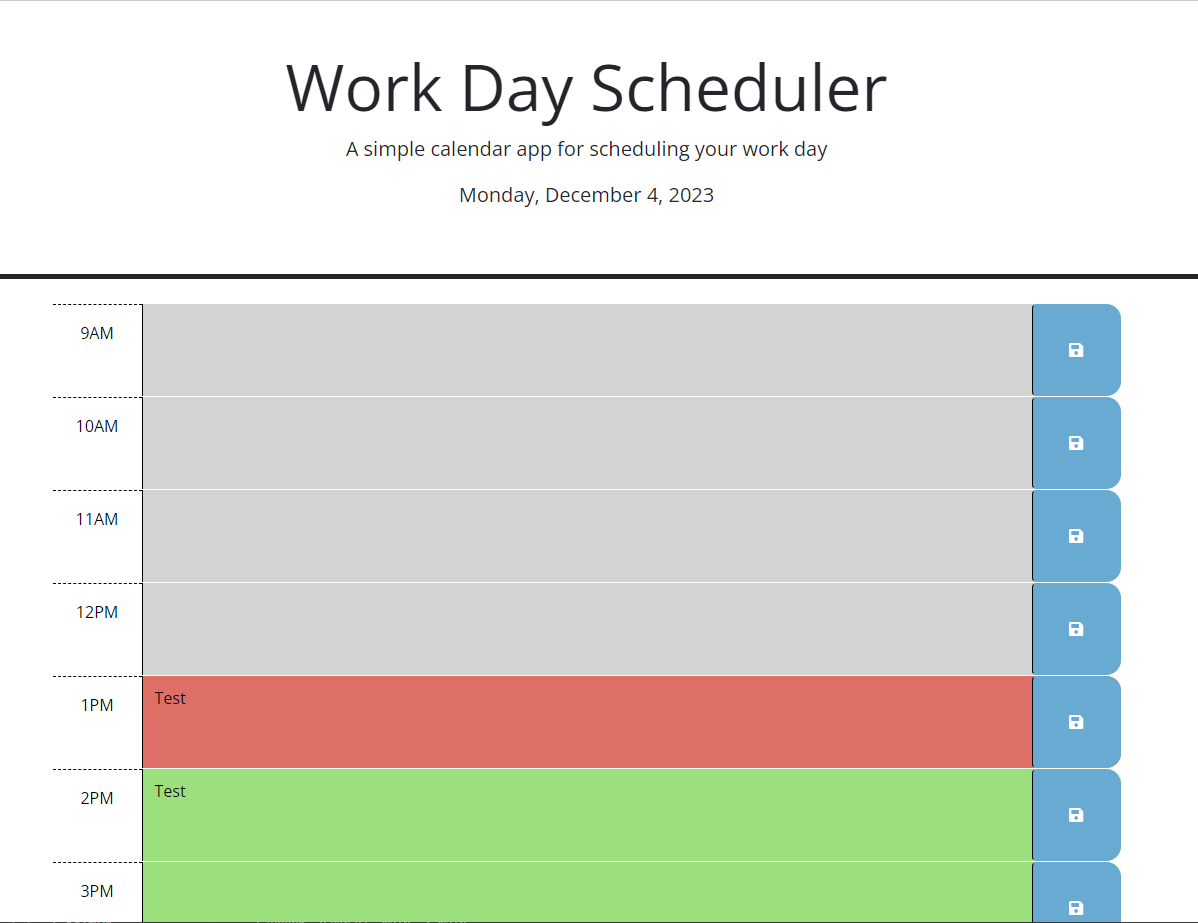 Work Day Scheduler
A simple calendar app for scheduling your work day
Monday, December 4, 2023
9AM
10AM
11AM
12PM
1PM Test
2PM Test
3PM